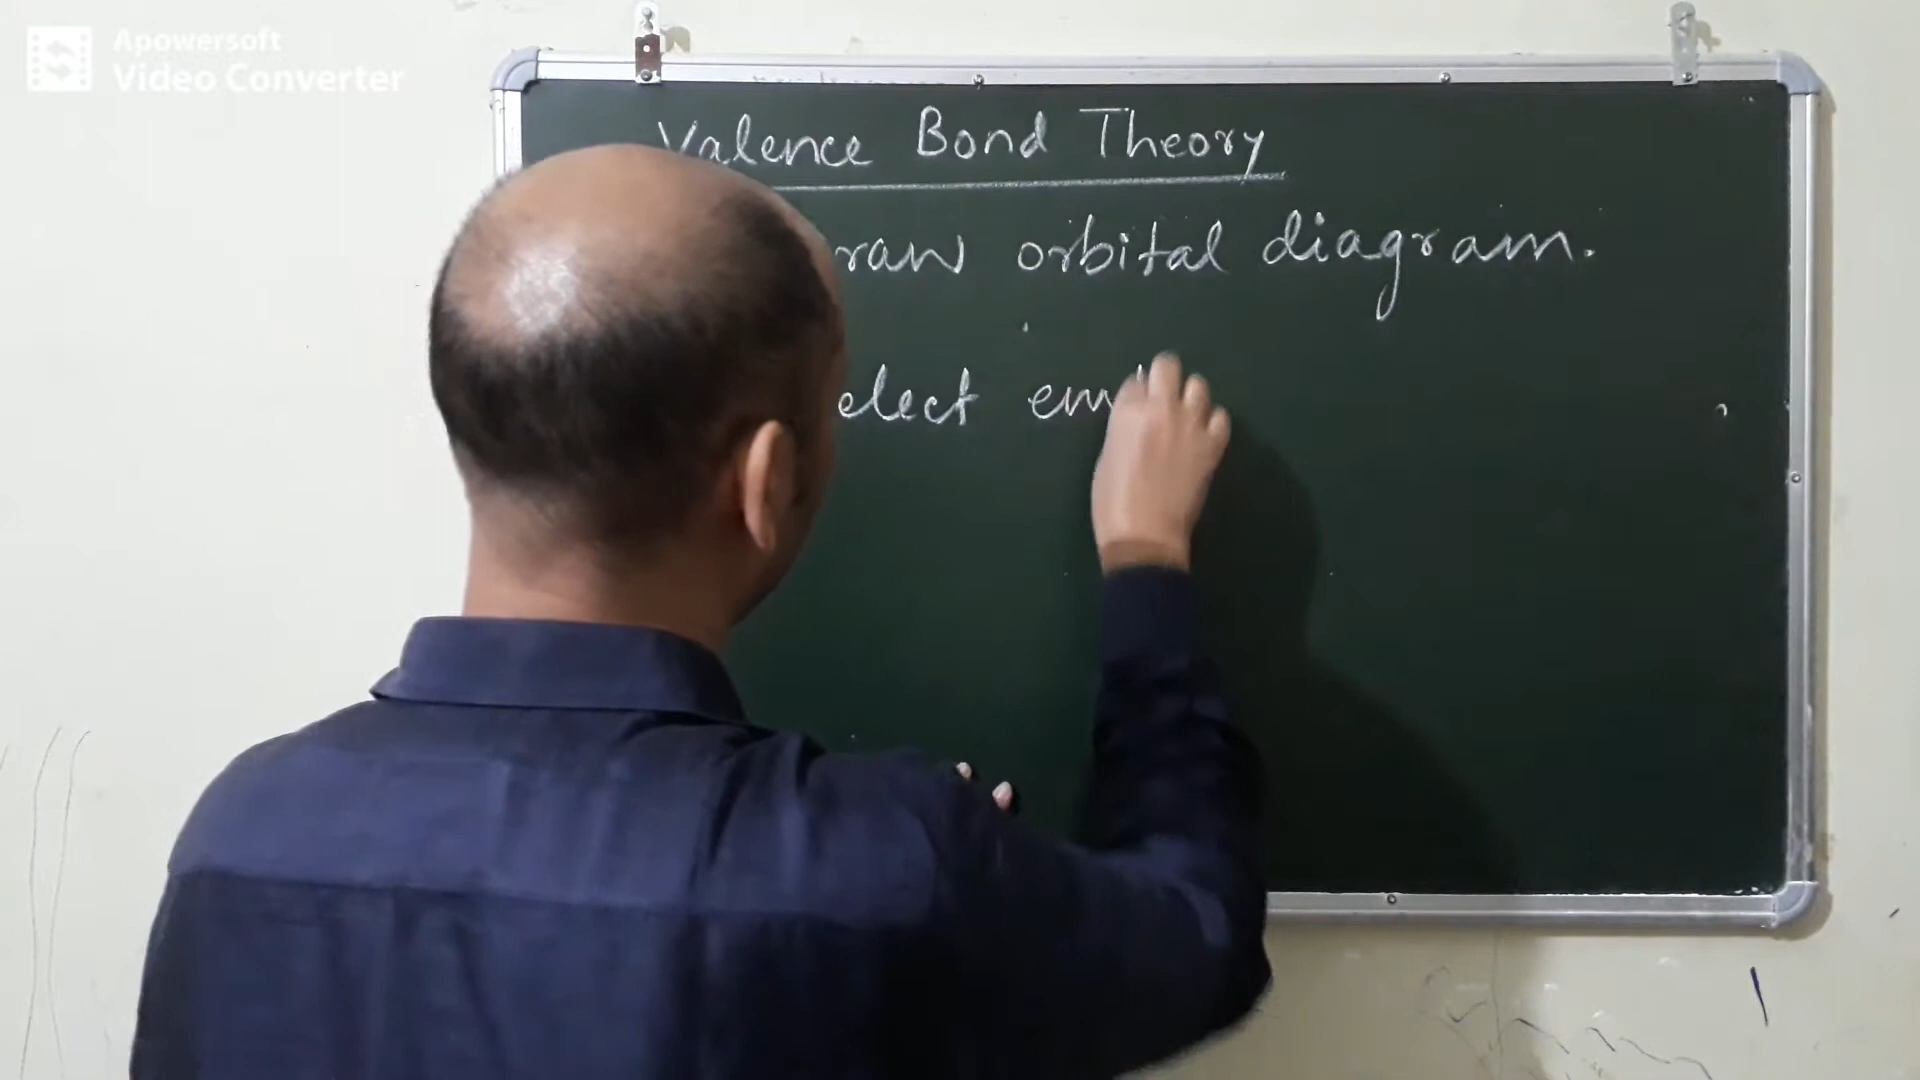 Apowersoft
Video Converter
Valence Bond Theory
raw orbital diagram.
elect em